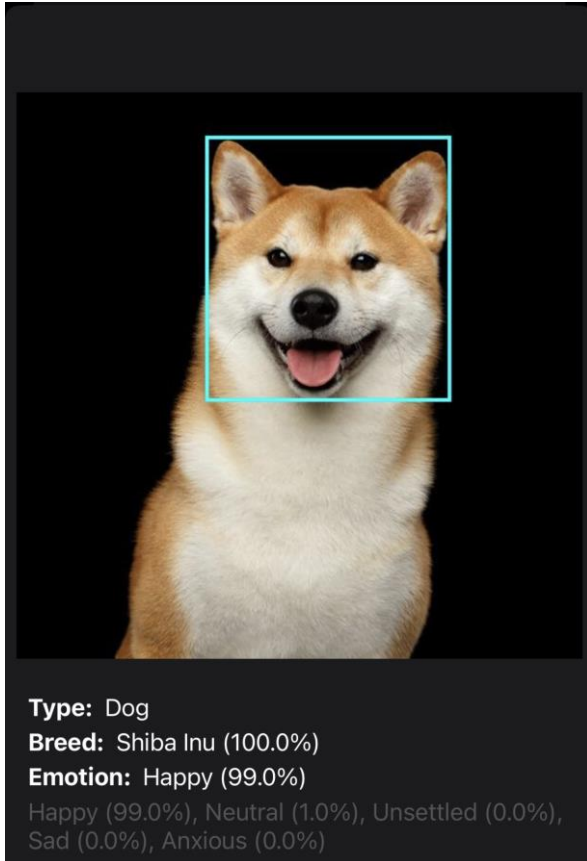 Type: Dog
Breed: Shiba Inu (100.0%)
Emotion: Happy (99.0%)
Happy (99.0%), Neutral (1.0%), Unsettled (0.0%),
Sad (0.0%), Anxious (0.0%)